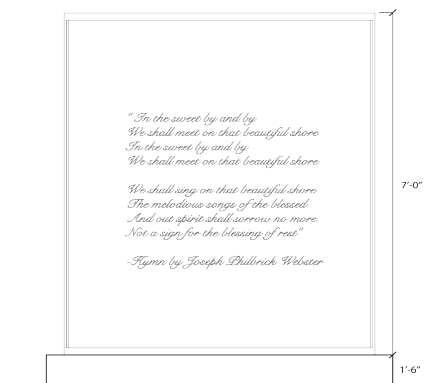 "In the sweet by and by
We shall meet on that beautiful shore
In the sweet by and by
We shall meet on that beautiful shore
We shall sing on that beautiful shore
The melodious songs of the blessed
And out spirit shall sorrow no more
Not a sign for the blessing of rest"
-Hymn by Joseph Philbrick Webster
7'-0"
1'-6"